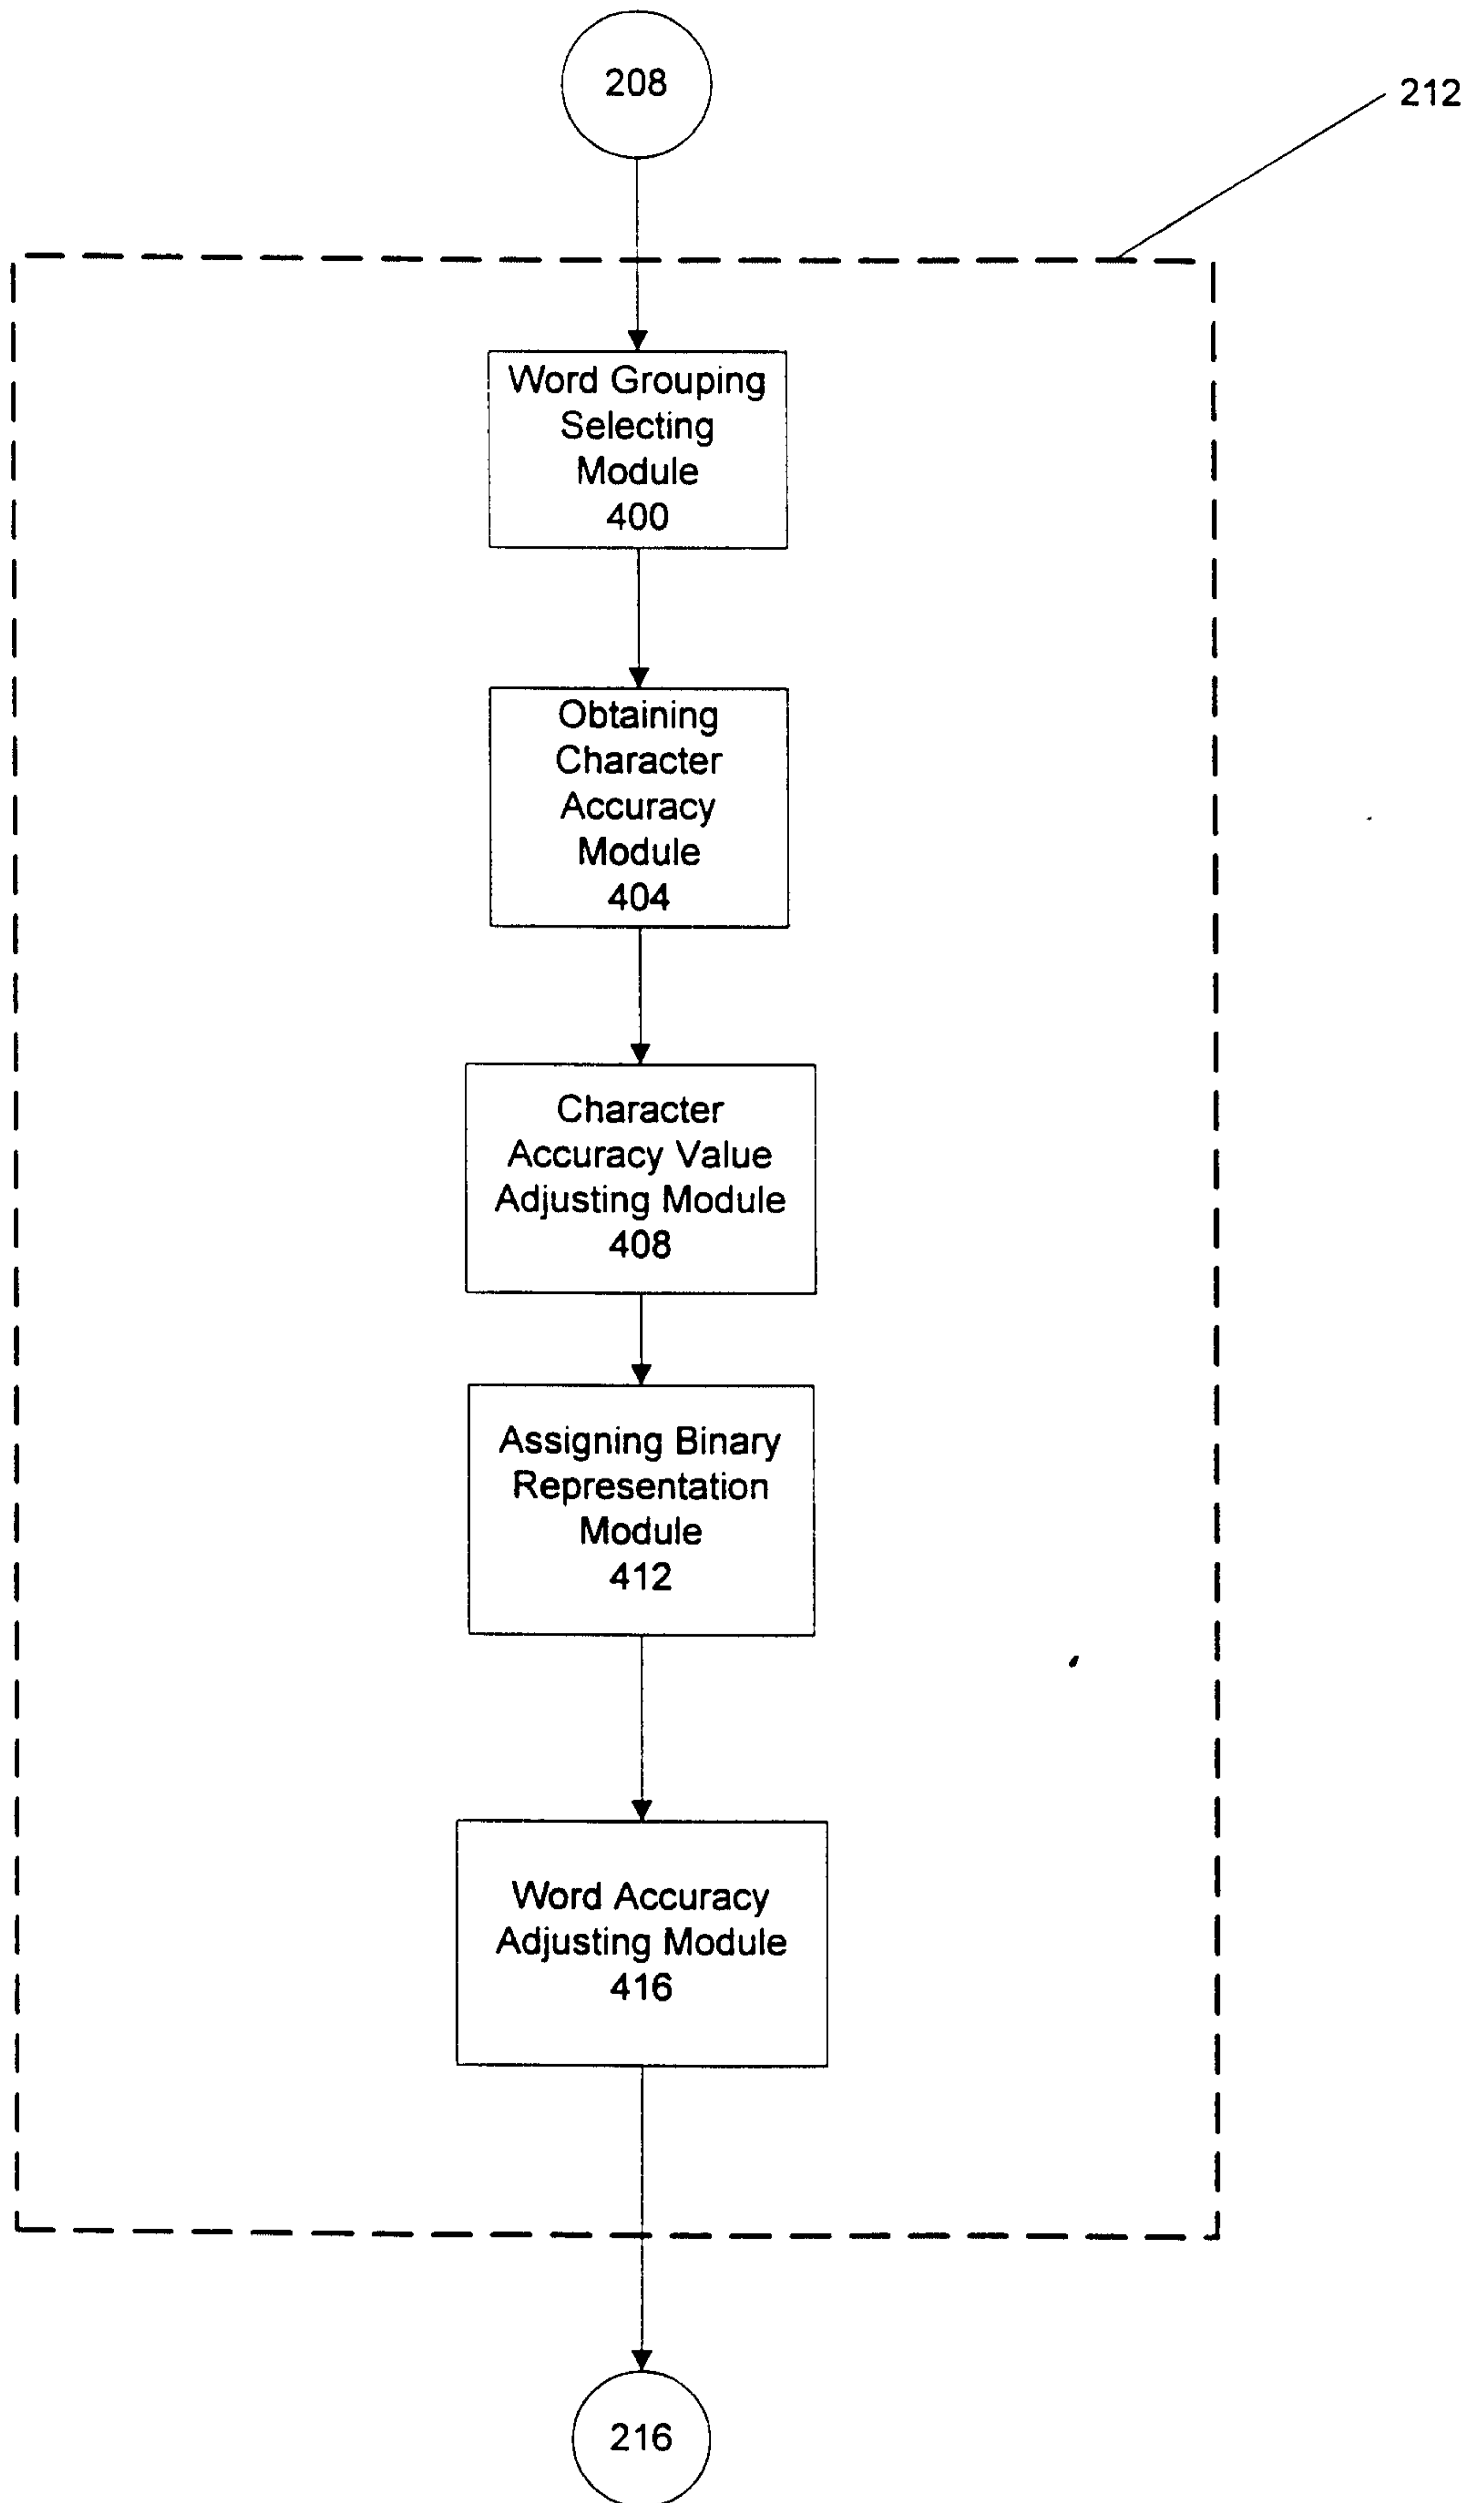 208
212
Word Grouping
Selecting
Module
400
Obtaining
Character
Accuracy
Module
404
Character
Accuracy Value
Adjusting Module
408
Assigning Binary
Representation
Module
412
Word Accuracy
Adjusting Module
416
216